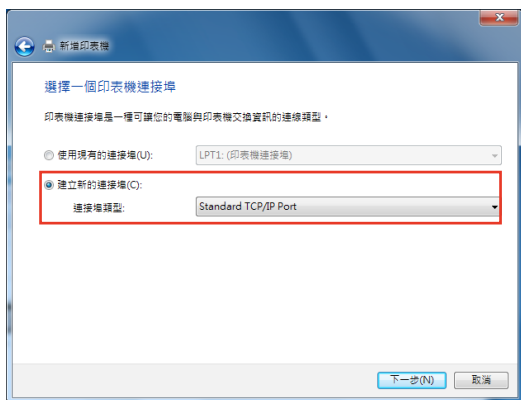 新增印表機
選擇一個印表機連接埠
印表機連接埠是一種可讓您的電腦與印表機交換資訊的連線類型。
使用現有的連接埠(U): LPT1: (印表機連接埠)
建立新的連接埠(C):
連接埠類型: Standard TCP/IP Port
下一步(N) 取消